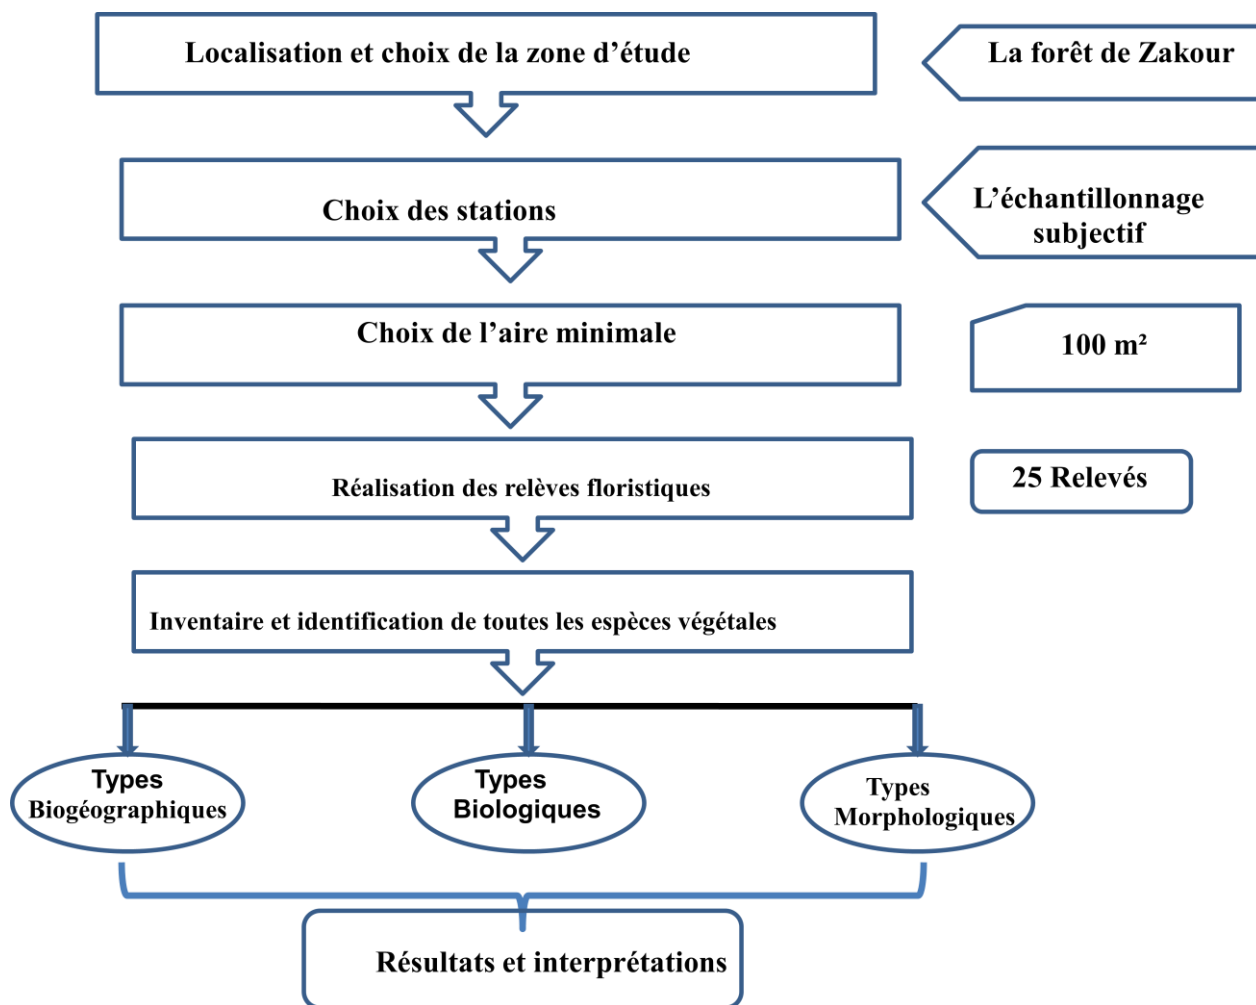 Localisation et choix de la zone d’étude
La forêt de Zakour
Choix des stations
L’échantillonnage
subjectif
Choix de l’aire minimale
100 m²
Réalisation des relèves floristiques
25 Relevés
Inventaire et identification de toutes les espèces végétales
Types
Biogéographiques
Types
Biologiques
Types
Morphologiques
Résultats et interprétations